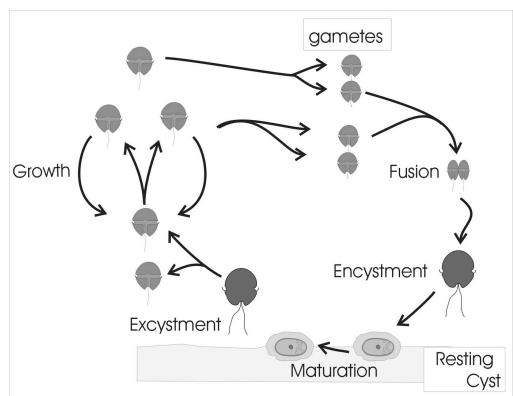 gametes
Growth
Fusion
Encystment
Excystment
Maturation
Resting
Cyst